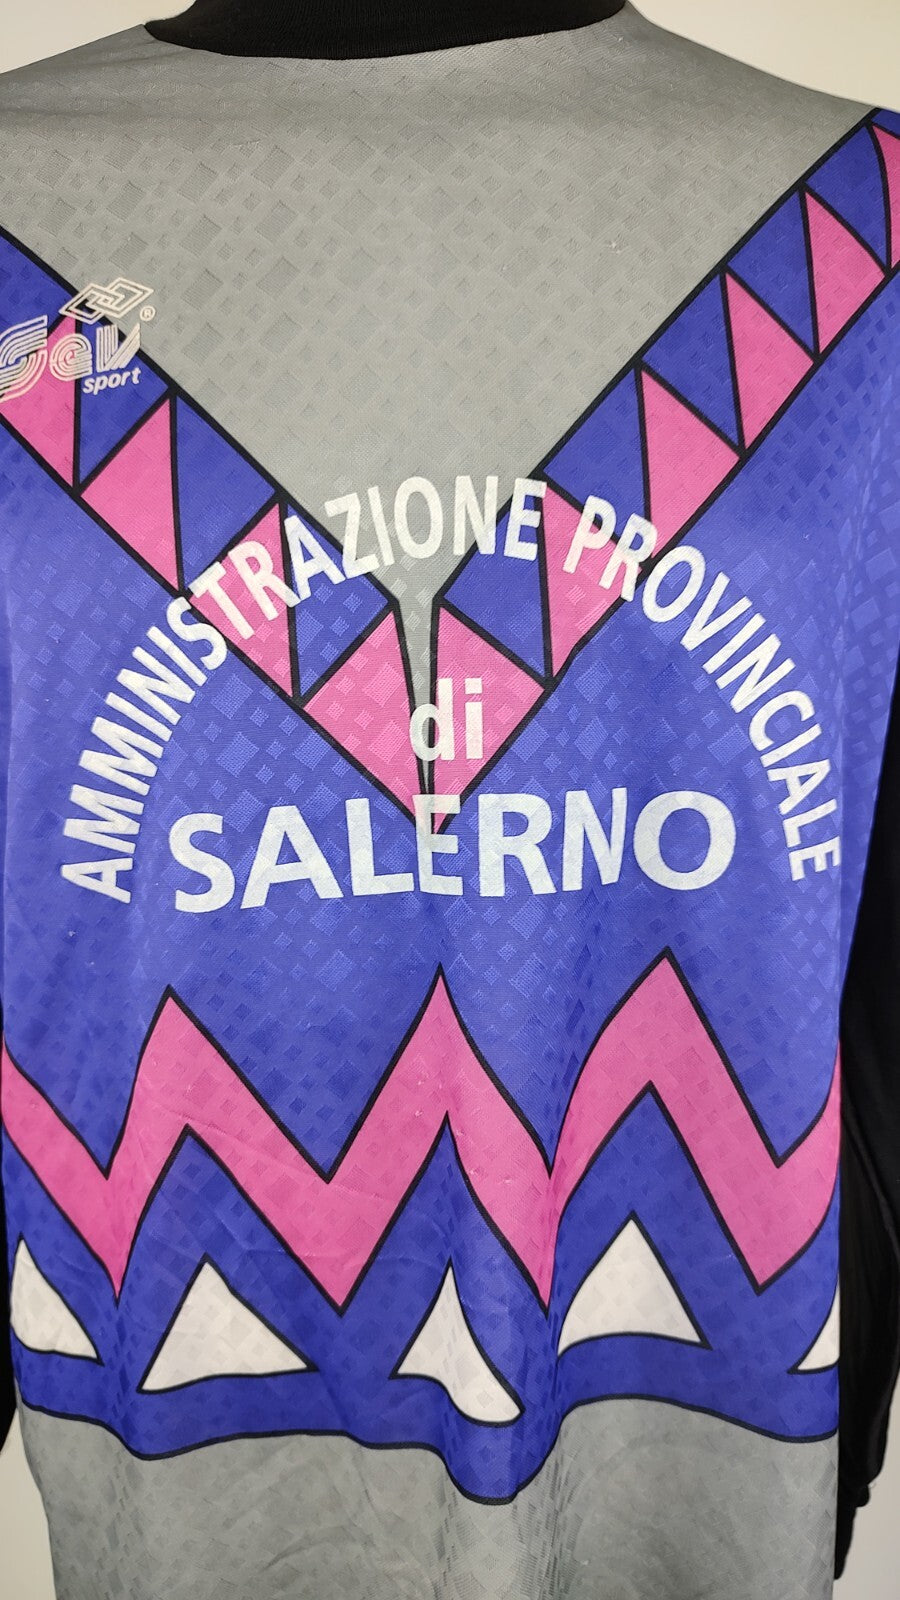 Sev®
sport
AMMINISTRAZIONE PROVINCIALE
di
SALERNO